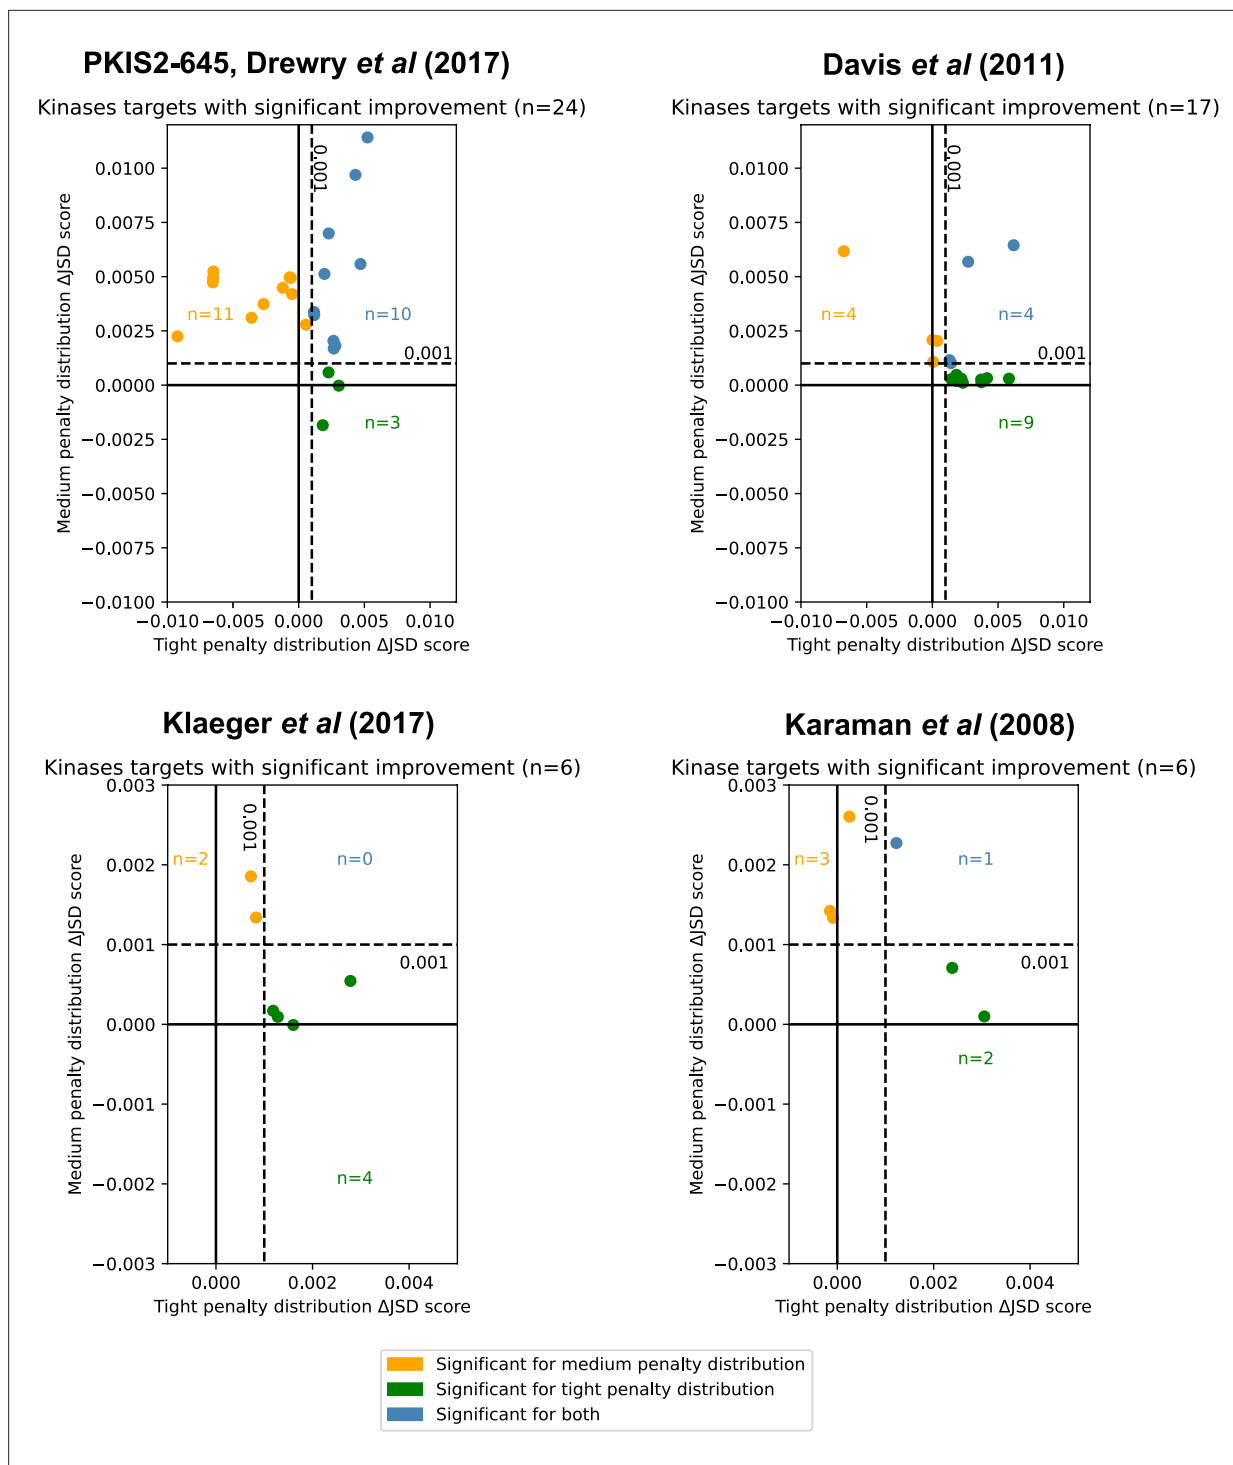 PKIS2-645, Drewry et al (2017)
Kinases targets with significant improvement (n=24)
Medium penalty distribution ΔJSD score
0.0100
0.0075
0.0050
0.0025
0.0000
−0.0025
−0.0050
−0.0075
−0.0100
0.001
n=11
n=10
0.001
n=3
−0.010
−0.005
0.000
0.005
0.010
Tight penalty distribution ΔJSD score
Davis et al (2011)
Kinases targets with significant improvement (n=17)
Medium penalty distribution ΔJSD score
0.0100
0.0075
0.0050
0.0025
0.0000
−0.0025
−0.0050
−0.0075
−0.0100
0.001
n=4
n=4
0.001
n=9
−0.010
−0.005
0.000
0.005
0.010
Tight penalty distribution ΔJSD score
Klaeger et al (2017)
Kinases targets with significant improvement (n=6)
Medium penalty distribution ΔJSD score
0.003
0.002
0.001
0.000
−0.001
−0.002
−0.003
0.001
n=2
n=0
0.001
n=4
0.000
0.002
0.004
Tight penalty distribution ΔJSD score
Karaman et al (2008)
Kinase targets with significant improvement (n=6)
Medium penalty distribution ΔJSD score
0.003
0.002
0.001
0.000
−0.001
−0.002
−0.003
0.001
n=3
n=1
0.001
n=2
0.000
0.002
0.004
Tight penalty distribution ΔJSD score
Significant for medium penalty distribution
Significant for tight penalty distribution
Significant for both